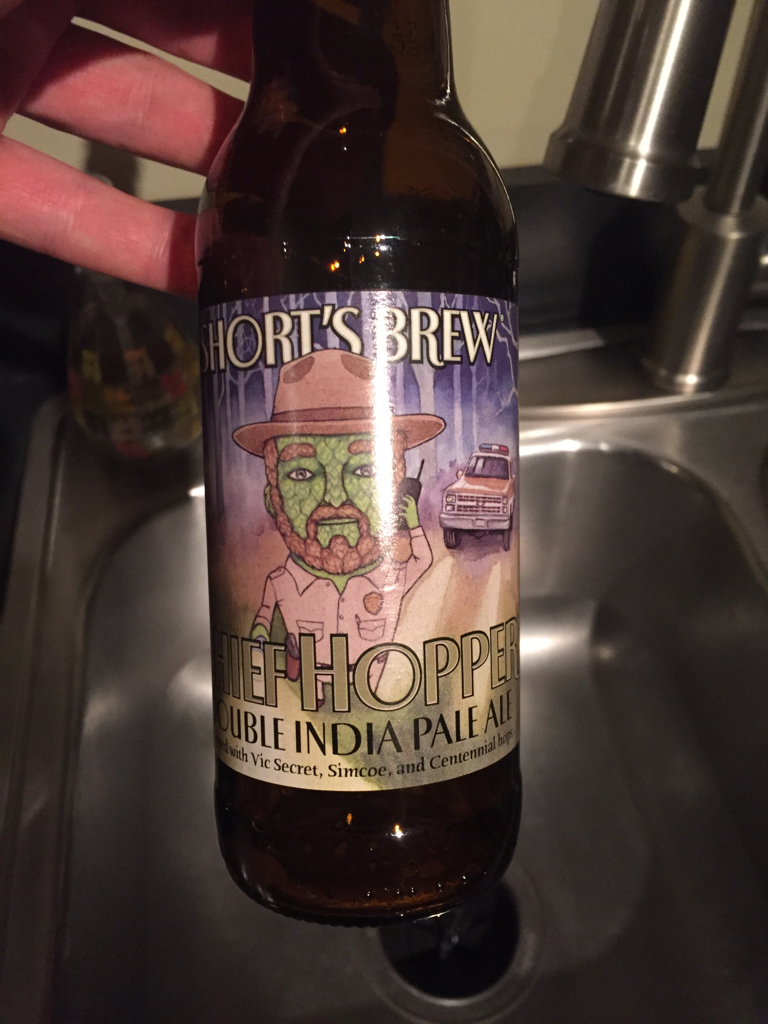 SHORT'S BREW
HIEF HOPPER
OUBLE INDIA PALE ALE
with Vic Secret, Simcoe, and Centennial hops